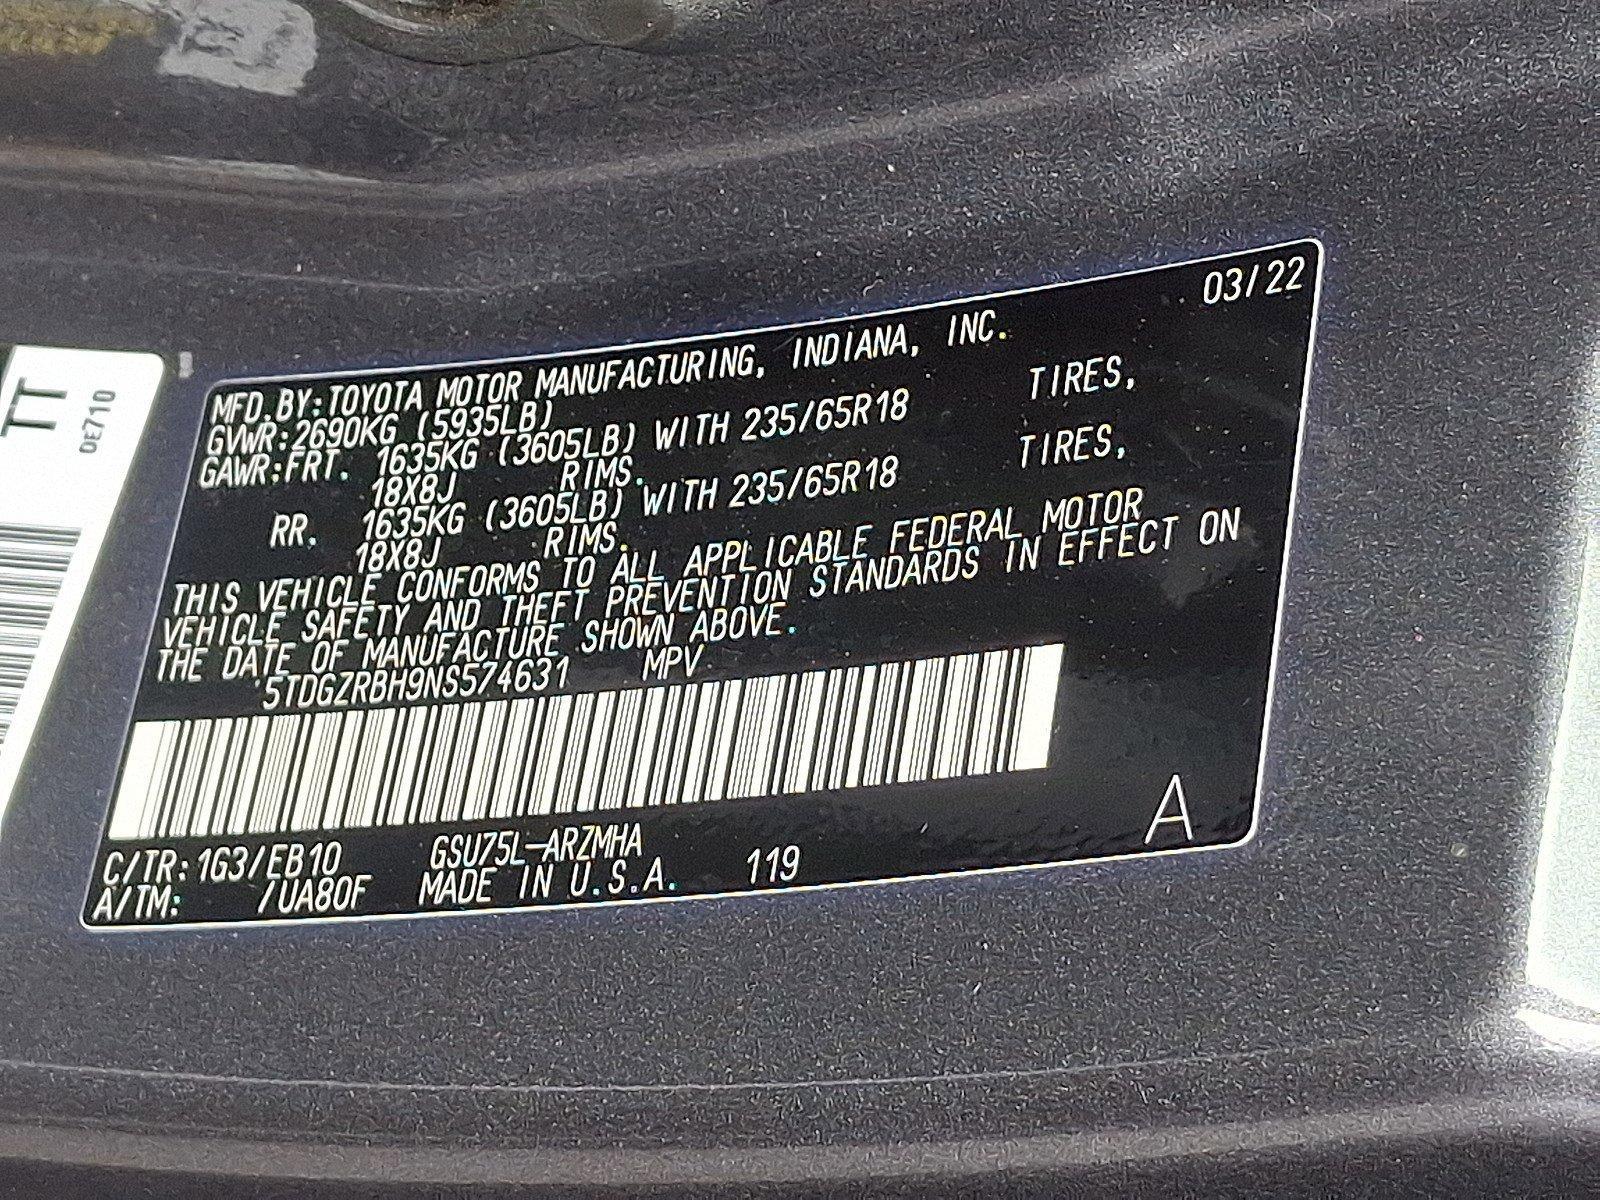 TT
0E710
03/22
MFD.BY:TOYOTA MOTOR MANUFACTURING, INDIANA, INC.
GVWR:2690KG (5935LB)
GAWR:FRT. 1635KG (3605LB) WITH 235/65R18 TIRES,
18X8J RIMS.
RR. 1635KG (3605LB) WITH 235/65R18 TIRES,
18X8J RIMS.
THIS VEHICLE CONFORMS TO ALL APPLICABLE FEDERAL MOTOR
VEHICLE SAFETY AND THEFT PREVENTION STANDARDS IN EFFECT ON
THE DATE OF MANUFACTURE SHOWN ABOVE.
5TDGZRBH9NS574631 MPV
A
C/TR:1G3/EB10 GSU75L-ARZMHA
A/TM: /UA80F MADE IN U.S.A. 119